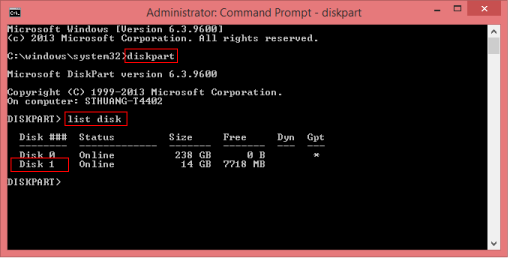 Administrator: Command Prompt - diskpart
Microsoft Windows [Version 6.3.9600]
(c) 2013 Microsoft Corporation. All rights reserved.
C:\windows\system32>diskpart
Microsoft DiskPart version 6.3.9600
Copyright (C) 1999-2013 Microsoft Corporation.
On computer: STHUANG-T4402
DISKPART> list disk
Disk ### Status Size Free Dyn Gpt
-------- ------------- ------- ------- --- ---
Disk 0 Online 238 GB 0 B *
Disk 1 Online 14 GB 7718 MB
DISKPART>